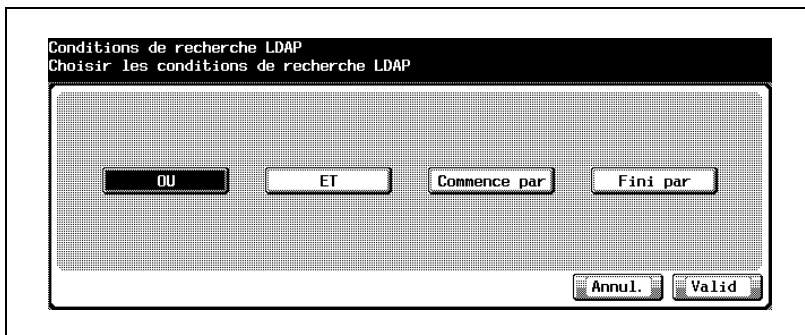 Conditions de recherche LDAP
Choisir les conditions de recherche LDAP
OU ET Commence par Fini par
Annul. Valid